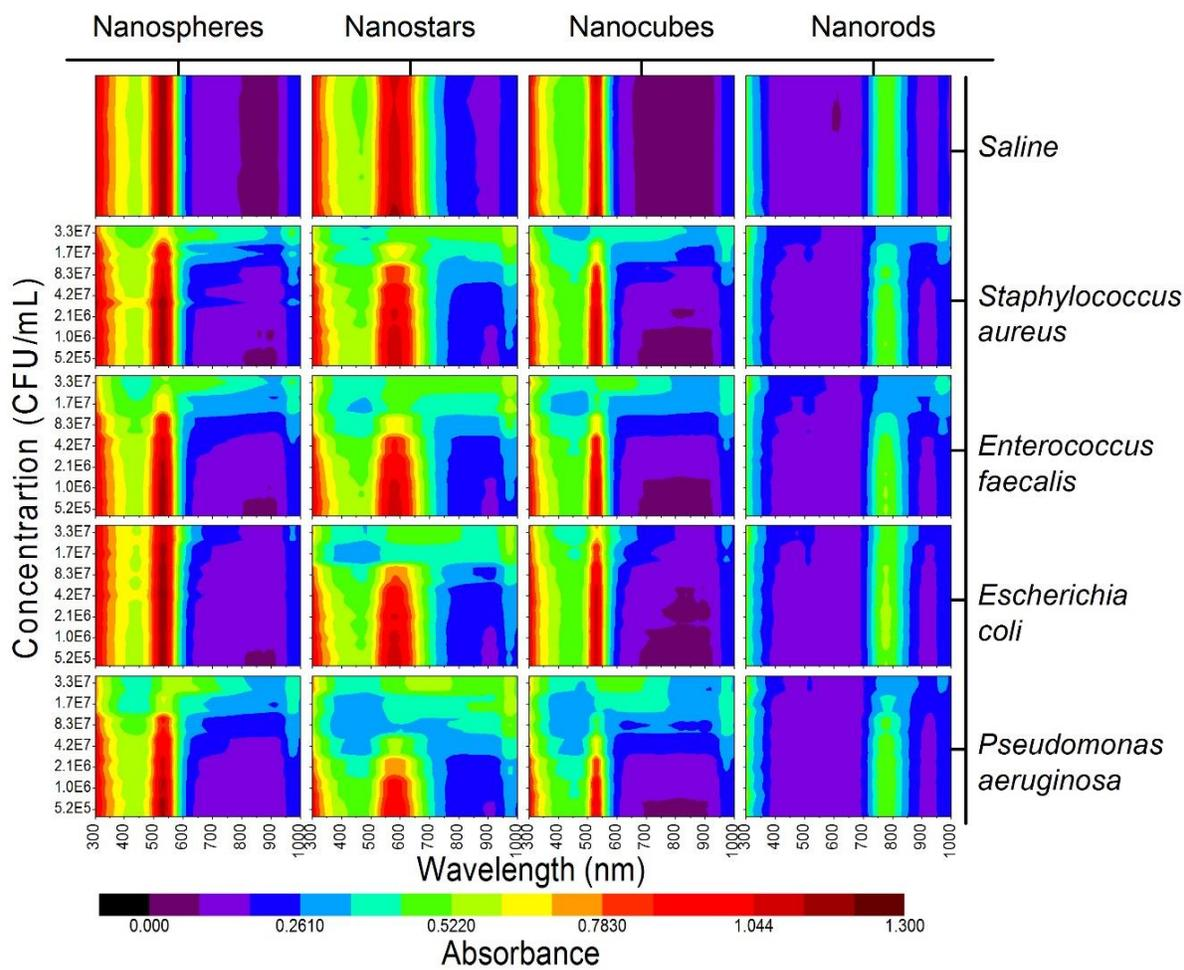 Nanospheres Nanostars Nanocubes Nanorods
Saline
3.3E7
1.7E7
8.3E7
4.2E7
2.1E6
1.0E6
5.2E5
Staphylococcus
aureus
3.3E7
1.7E7
8.3E7
4.2E7
2.1E6
1.0E6
5.2E5
Enterococcus
faecalis
3.3E7
1.7E7
8.3E7
4.2E7
2.1E6
1.0E6
5.2E5
Escherichia
coli
3.3E7
1.7E7
8.3E7
4.2E7
2.1E6
1.0E6
5.2E5
Pseudomonas
aeruginosa
Concentrartion (CFU/mL)
300 400 500 600 700 800 900 1000 300 400 500 600 700 800 900 1000 300 400 500 600 700 800 900 1000 300 400 500 600 700 800 900 1000
Wavelength (nm)
0.000 0.2610 0.5220 0.7830 1.044 1.300
Absorbance